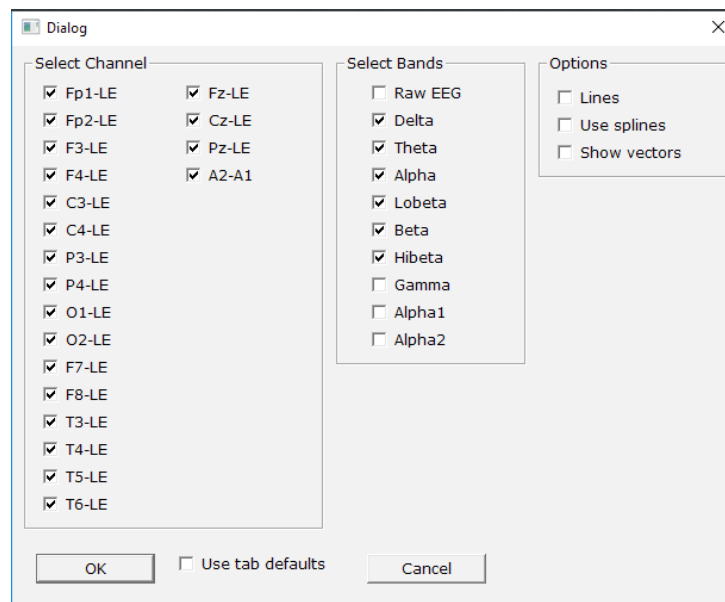 Dialog
Select Channel
Fp1-LE
Fp2-LE
F3-LE
F4-LE
C3-LE
C4-LE
P3-LE
P4-LE
O1-LE
O2-LE
F7-LE
F8-LE
T3-LE
T4-LE
T5-LE
T6-LE
Fz-LE
Cz-LE
Pz-LE
A2-A1
Select Bands
Raw EEG
Delta
Theta
Alpha
Lobeta
Beta
Hibeta
Gamma
Alpha1
Alpha2
Options
Lines
Use splines
Show vectors
OK
Use tab defaults
Cancel